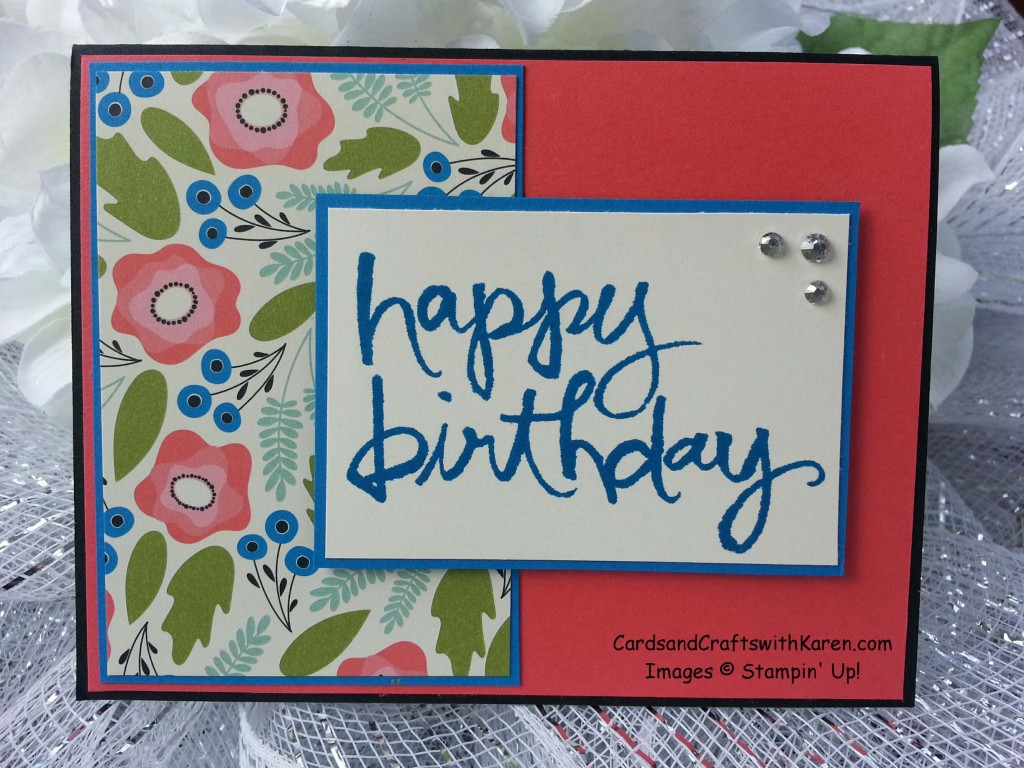 happy
birthday
CardsandCraftswithKaren.com
Images © Stampin' Up!